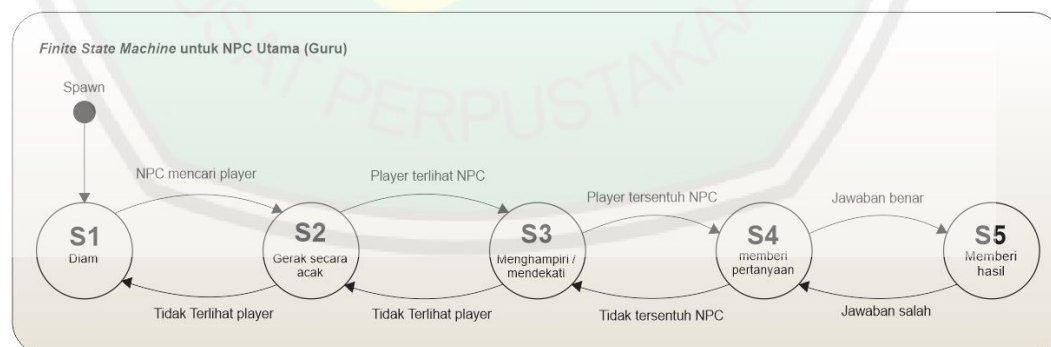 SAT PERPUSTAKAA
Finite State Machine untuk NPC Utama (Guru)
Spawn
NPC mencari player
Player terlihat NPC
Player tersentuh NPC
Jawaban benar
S1
Diam
S2
Gerak secara
acak
S3
Menghampiri /
mendekati
S4
memberi
pertanyaan
S5
Memberi
hasil
Tidak Terlihat player
Tidak Terlihat player
Tidak tersentuh NPC
Jawaban salah